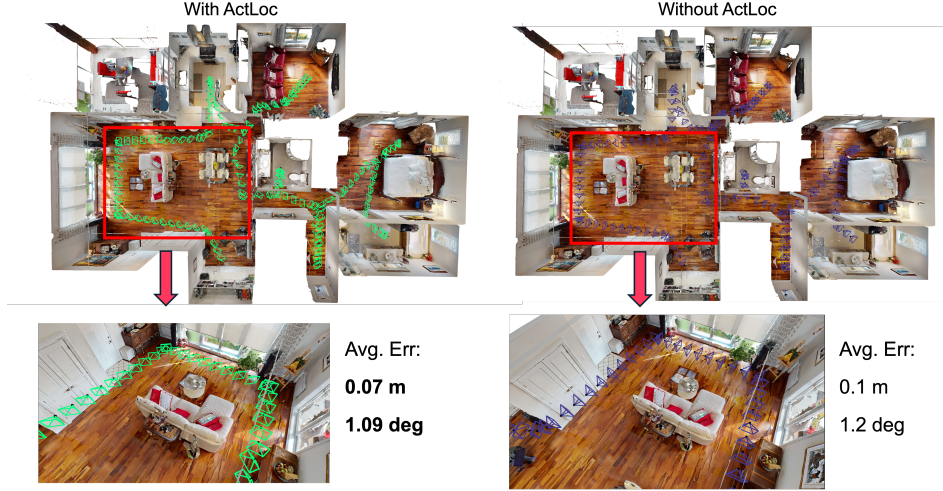 With ActLoc
Without ActLoc
Avg. Err:
0.07 m
1.09 deg
Avg. Err:
0.1 m
1.2 deg